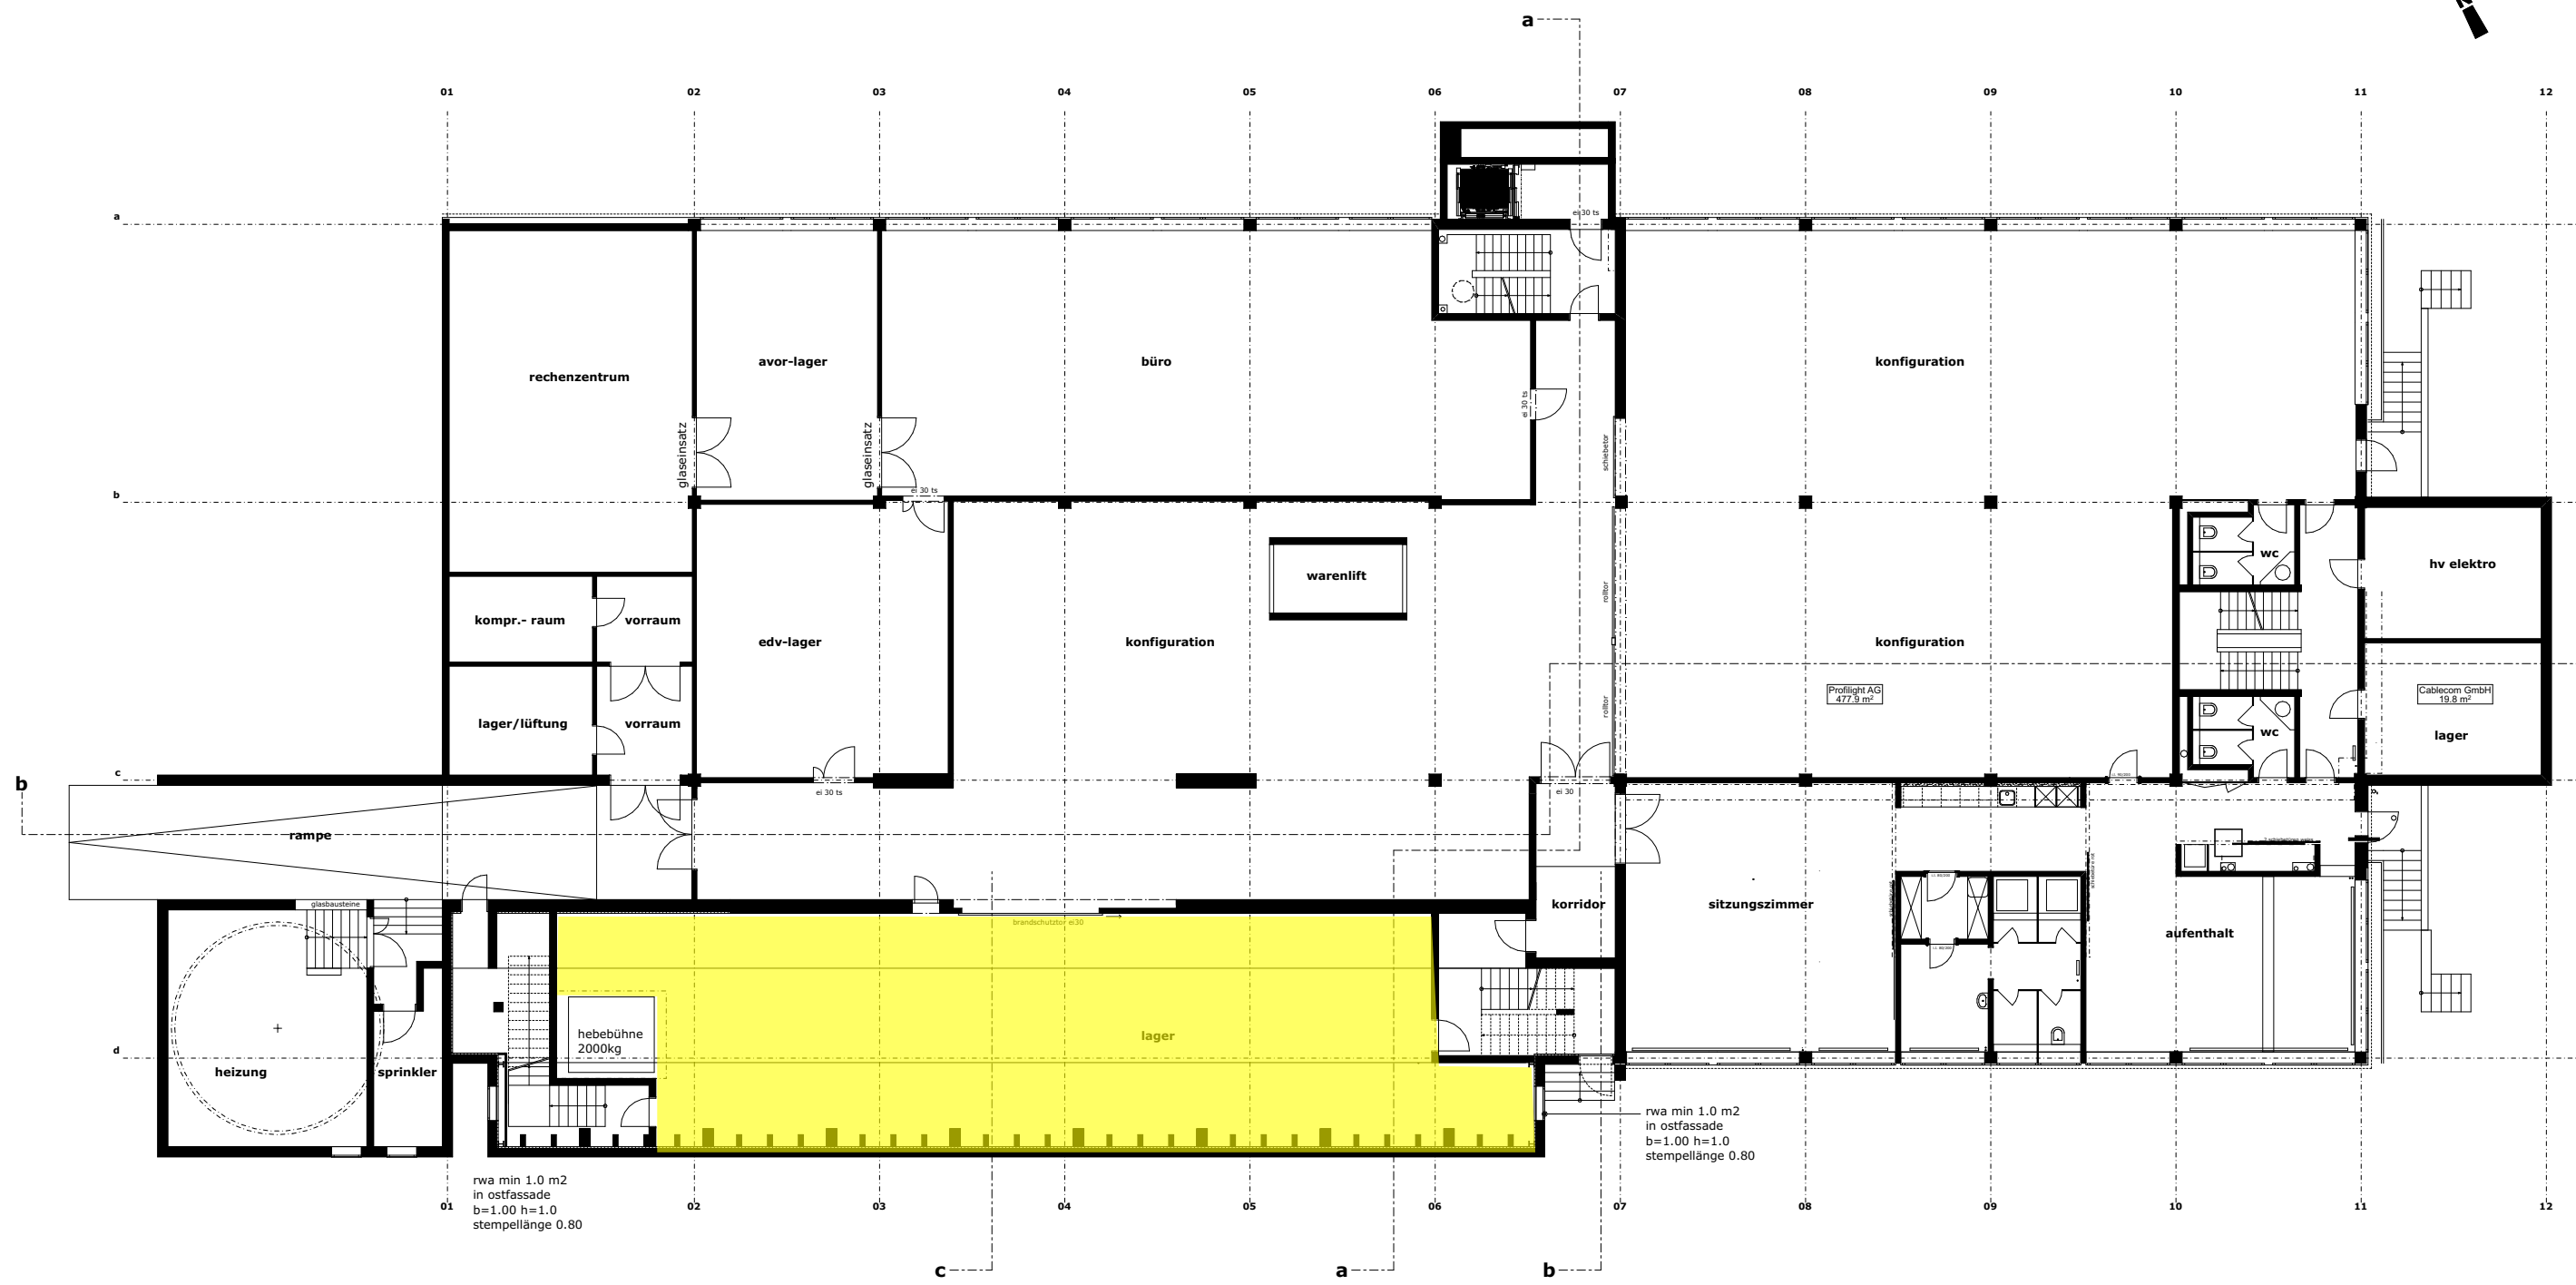 a
01 02 03 04 05 06 07 08 09 10 11 12
a
ei 30 ts
rechenzentrum
avor-lager
büro
konfiguration
ei 30 ts
glaseinsatz
glaseinsatz
schiebetor
b
ei 30 ts
wc
hv elektro
warenlift
rolltor
kompr.- raum
vorraum
edv-lager
konfiguration
konfiguration
Profilight AG
477.9 m²
Cablecom GmbH
19.8 m²
rolltor
lager/lüftung
vorraum
wc
lager
c
b
ei 30 ts
ei 30
rampe
glasbausteine
brandschutztor ei30
korridor
sitzungszimmer
aufenthalt
hebebühne
2000kg
lager
d
heizung
sprinkler
rwa min 1.0 m2
in ostfassade
b=1.00 h=1.0
stempellänge 0.80
rwa min 1.0 m2
in ostfassade
b=1.00 h=1.0
stempellänge 0.80
01 02 03 04 05 06 07 08 09 10 11 12
c
a
b